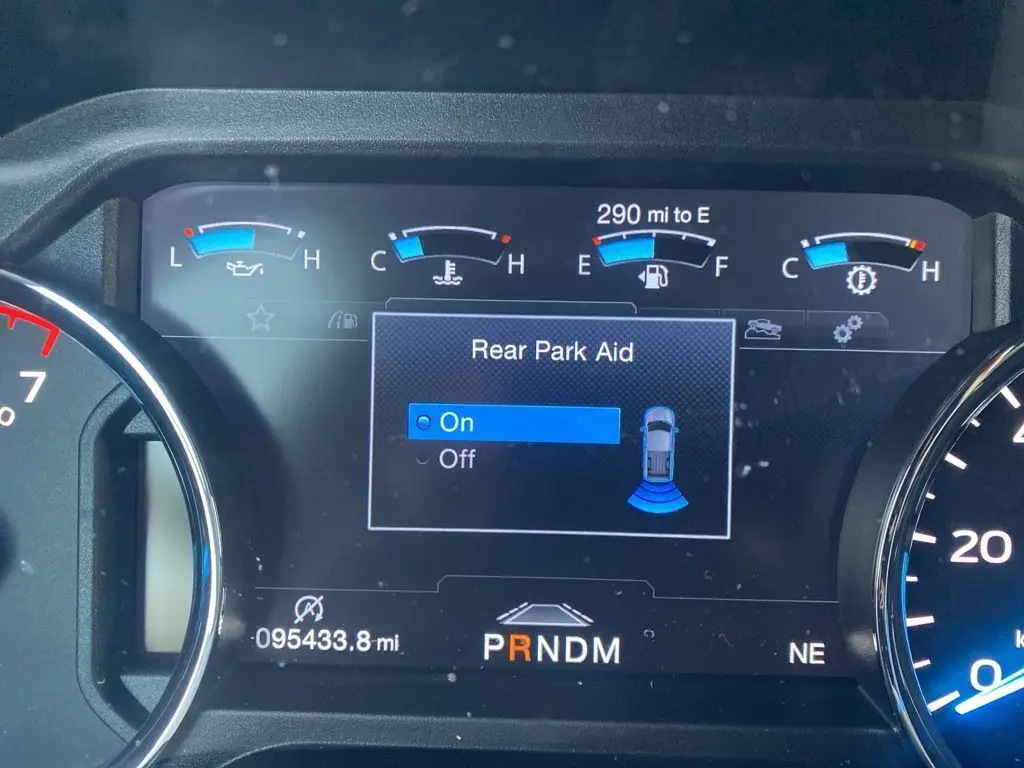 290 mi to E
L H C H E F C H
Rear Park Aid
On
Off
7
20
0
095433.8 mi
PRNDM
NE